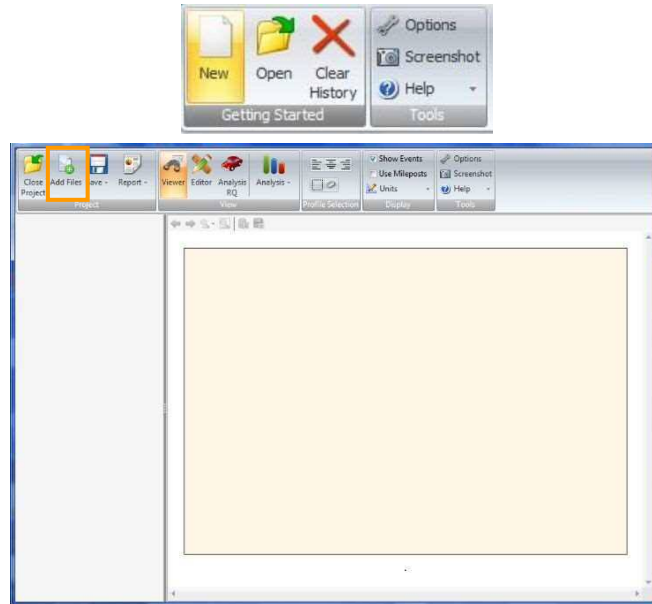 Options
Screenshot
New Open Clear History
Help
Getting Started Tools
Close Project Add Files Save Report Viewer Editor Analysis RQ Analysis
Show Events
Use Mileposts
Units
Options
Screenshot
Help
Project View Profile Selection Display Tools